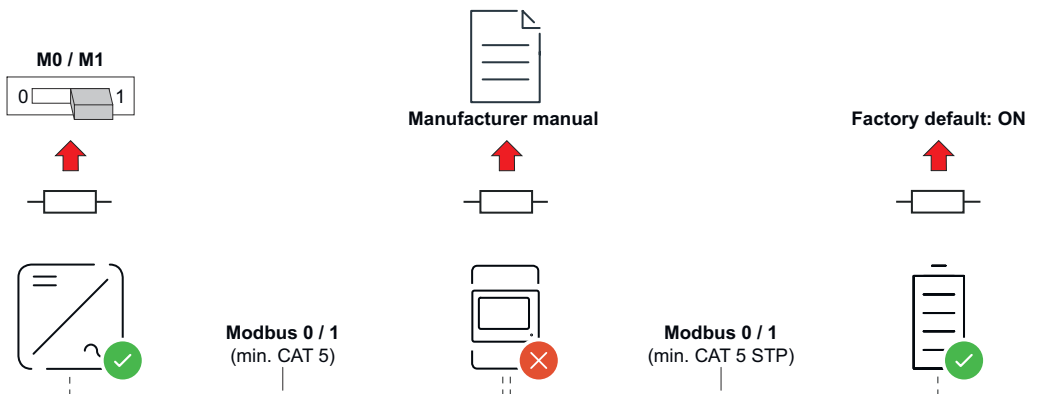 M0 / M1
0 1
Manufacturer manual
Factory default: ON
Modbus 0 / 1
(min. CAT 5)
Modbus 0 / 1
(min. CAT 5 STP)